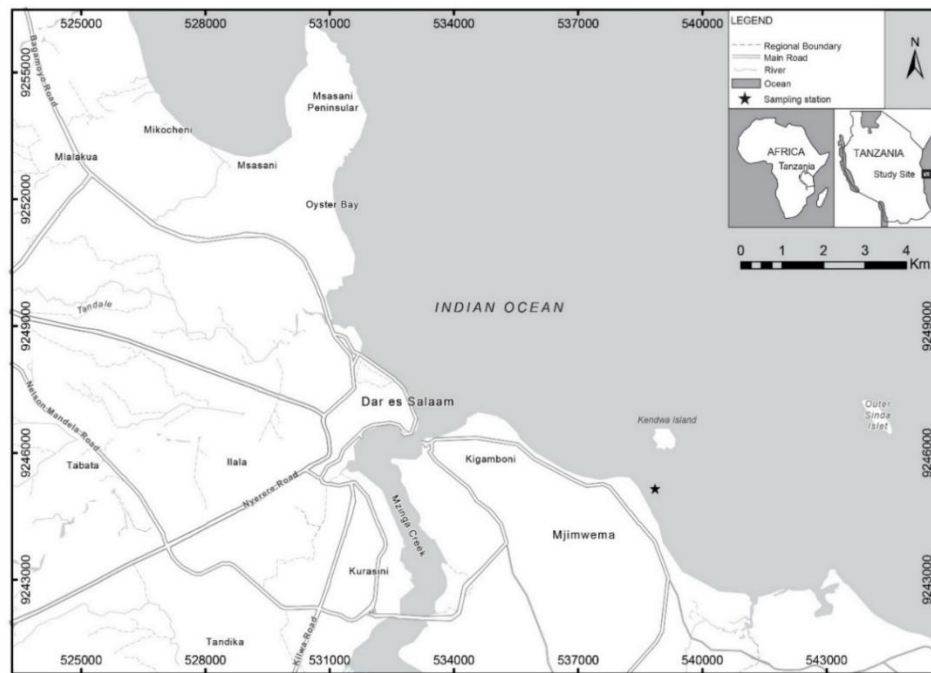 525000
528000
531000
534000
537000
540000
LEGEND
Regional Boundary
Main Road
River
Ocean
Sampling station
N
AFRICA
Tanzania
TANZANIA
Study Site
0 1 2 3 4
Km
9255000
9252000
9249000
9246000
9243000
9249000
9246000
9243000
Bagamoyo Road
Msasani
Peninsular
Mikocheni
Mlalakua
Msasani
Oyster Bay
Tandale
INDIAN OCEAN
Dar es Salaam
Nelson Mandela Road
Kendwa Island
Outer
Sinda
Islet
Tabata
Ilala
Nyerere Road
Kigamboni
Mzinga Creek
Mjimwema
Kurasini
Tandika
Kilwa Road
525000
528000
531000
534000
537000
540000
543000